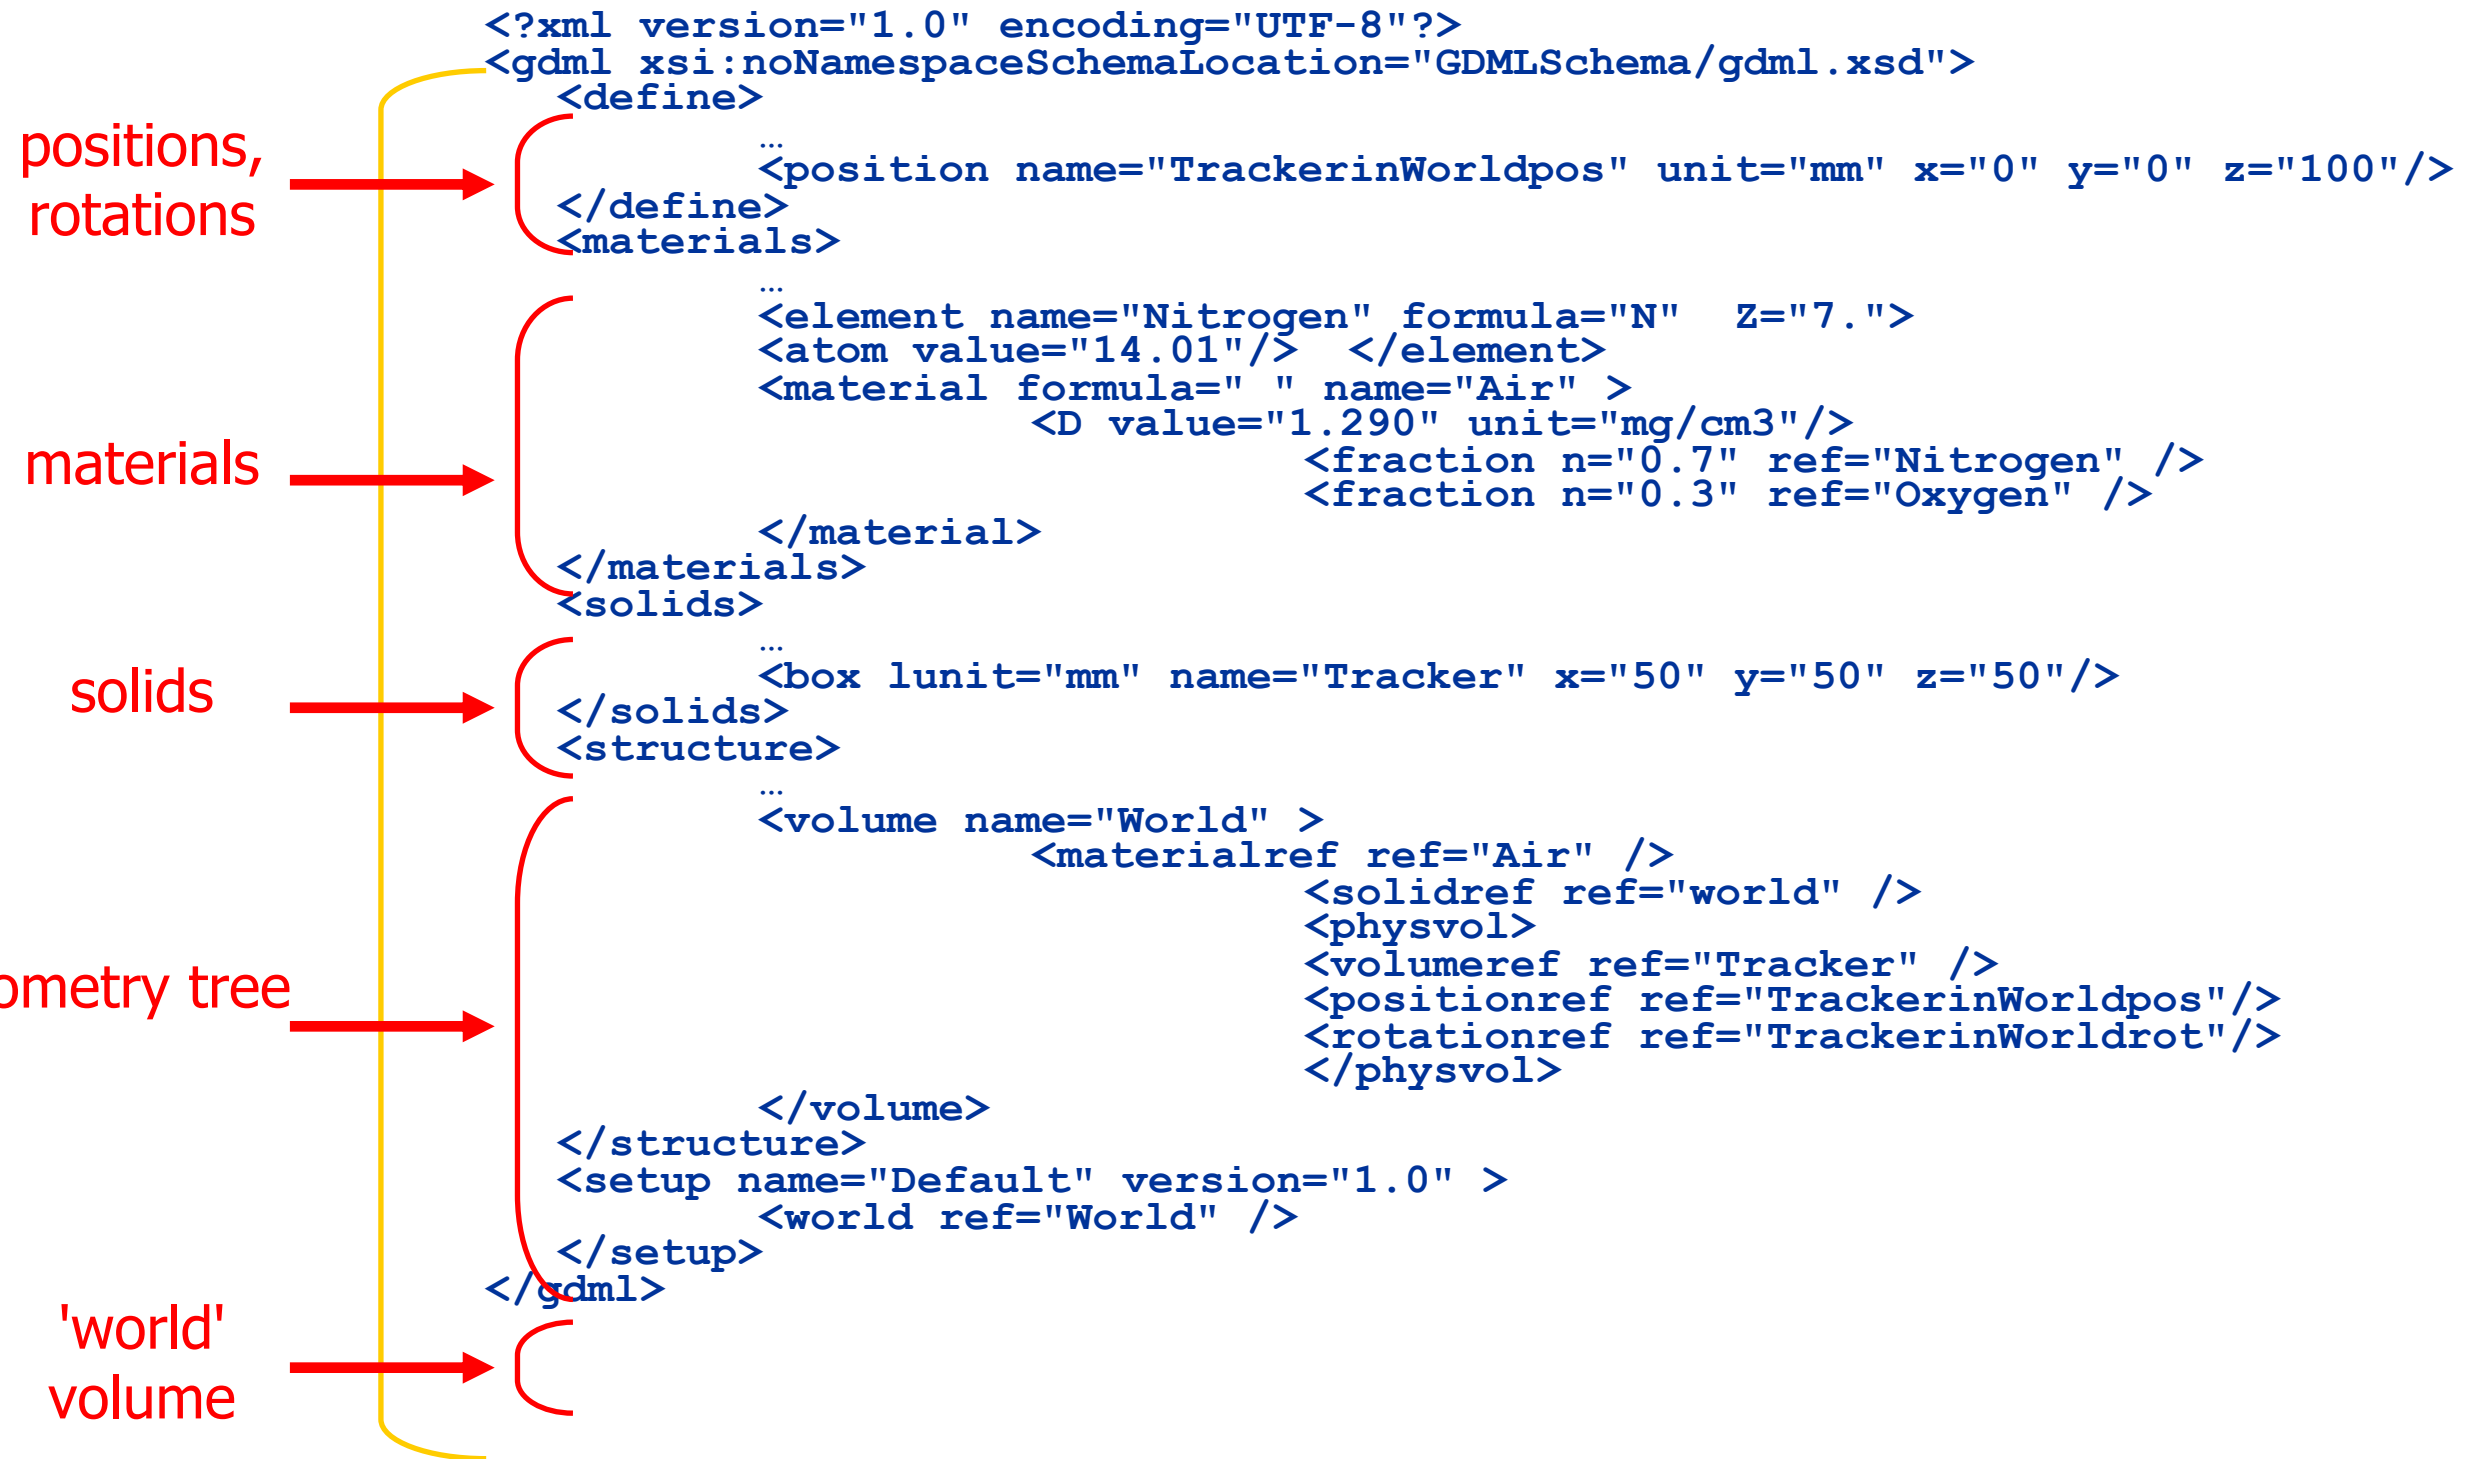 <?xml version="1.0" encoding="UTF-8"?>
<gdml xsi:noNamespaceSchemaLocation="GDMLSchema/gdml.xsd">
<define>
…
<position name="TrackerinWorldpos" unit="mm" x="0" y="0" z="100"/>
</define>
<materials>
…
<element name="Nitrogen" formula="N"  Z="7.">
<atom value="14.01"/>  </element>
<material formula=" " name="Air" >
<D value="1.290" unit="mg/cm3"/>
<fraction n="0.7" ref="Nitrogen" />
<fraction n="0.3" ref="Oxygen" />
</material>
</materials>
<solids>
…
<box lunit="mm" name="Tracker" x="50" y="50" z="50"/>
</solids>
<structure>
…
<volume name="World" >
<materialref ref="Air" />
<solidref ref="world" />
<physvol>
<volumeref ref="Tracker" />
<positionref ref="TrackerinWorldpos"/>
<rotationref ref="TrackerinWorldrot"/>
</physvol>
</volume>
</structure>
<setup name="Default" version="1.0" >
<world ref="World" />
</setup>
</gdml>
positions,
rotations
materials
solids
ometry tree
'world'
volume